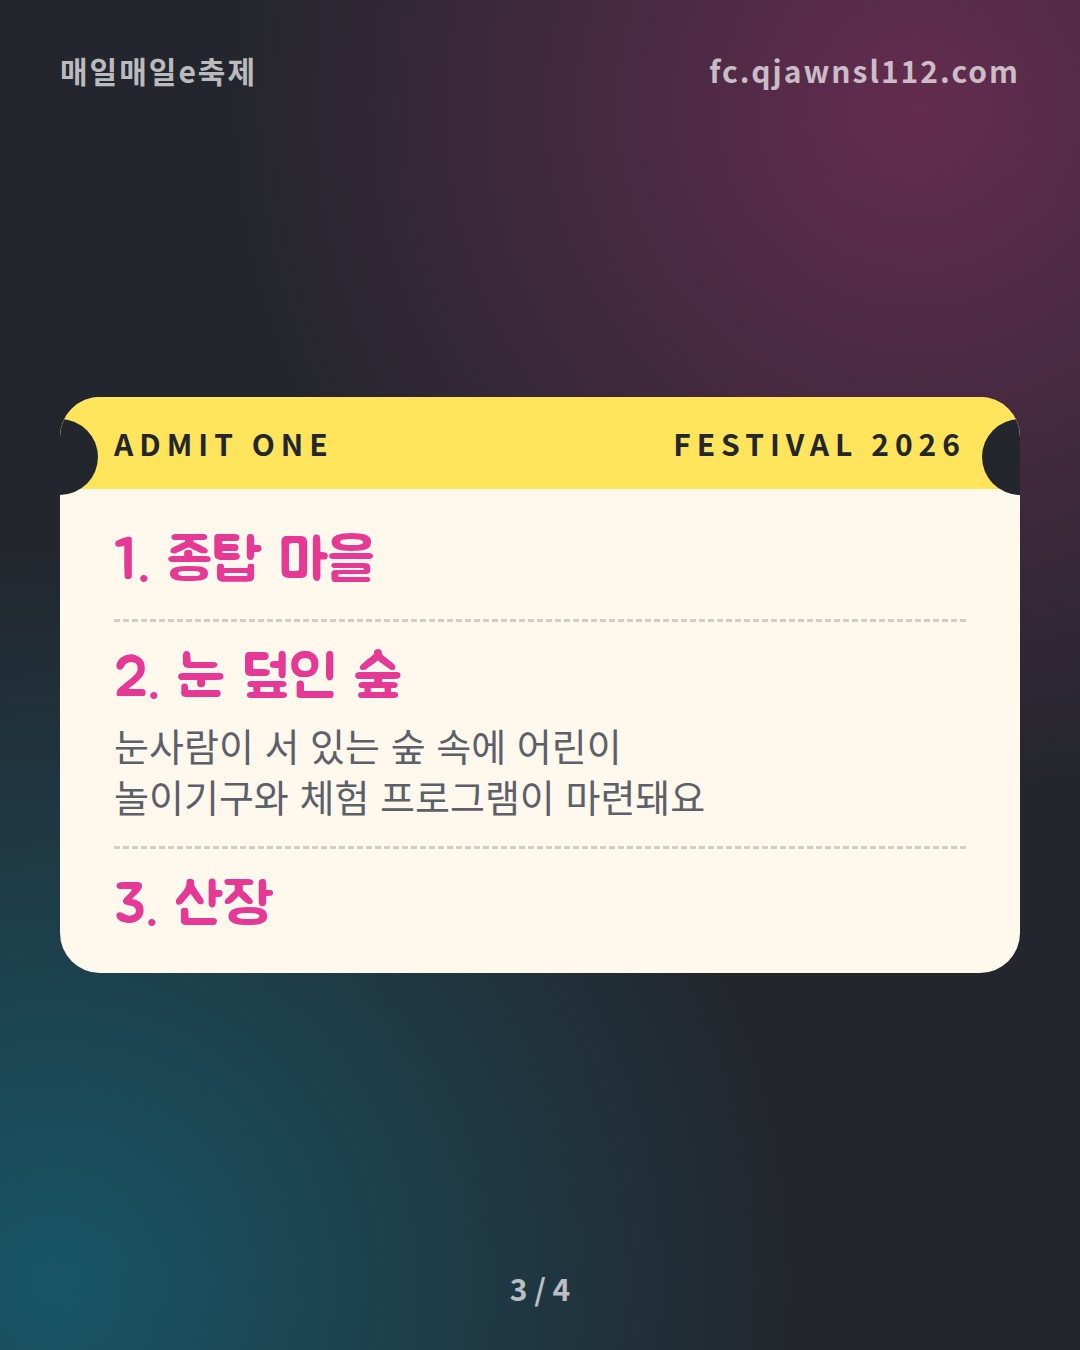 매일매일e축제
fc.qjawnsl112.com
ADMIT ONE
FESTIVAL 2026
1. 종탑 마을
2. 눈 덮인 숲
눈사람이 서 있는 숲 속에 어린이
놀이기구와 체험 프로그램이 마련돼요
3. 산장
3 / 4